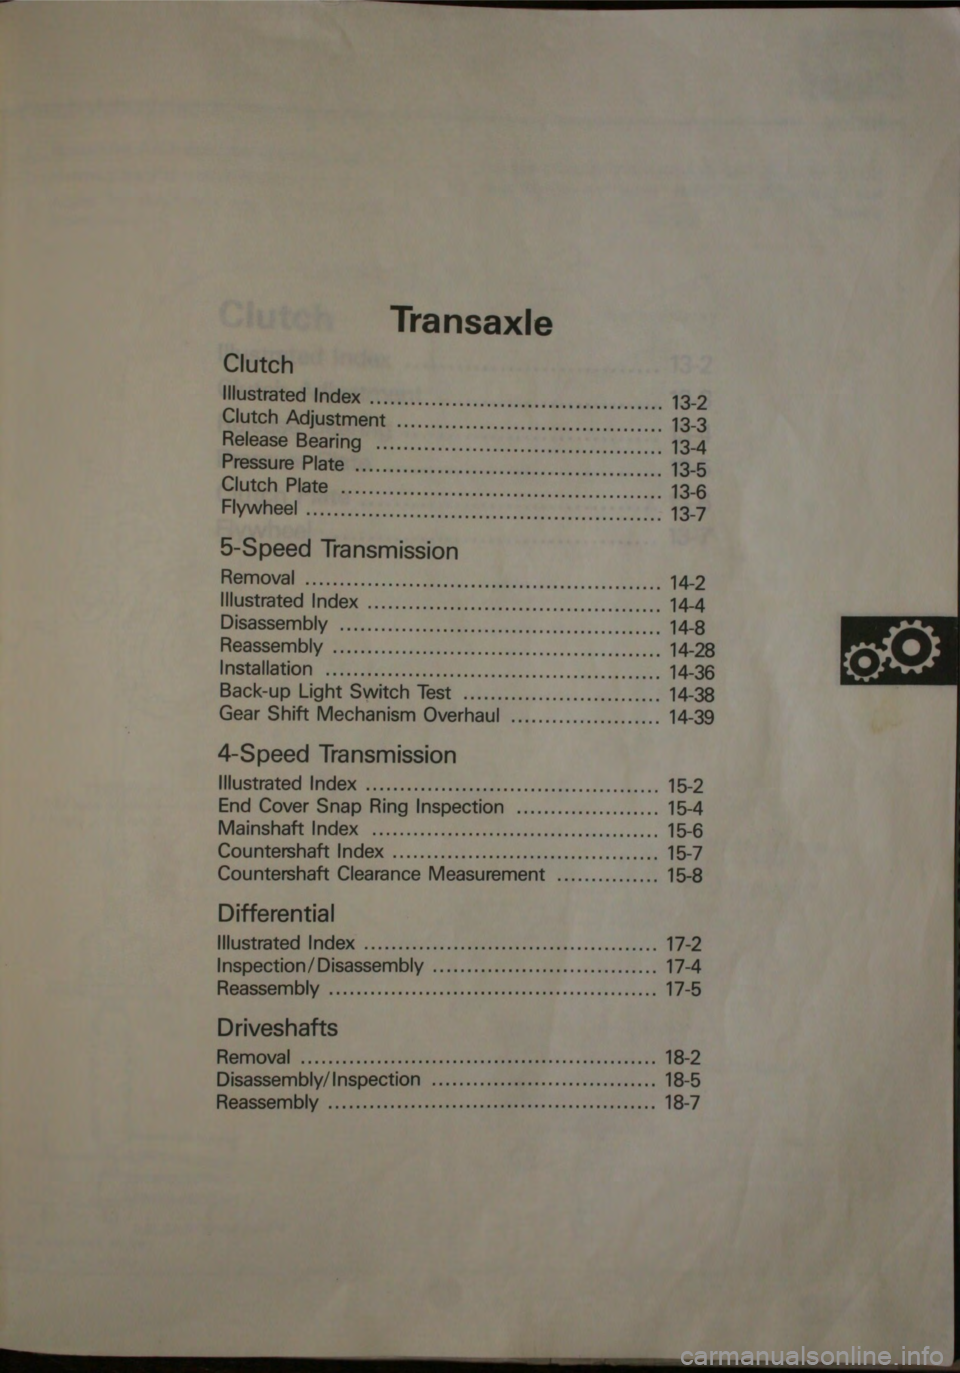 Transaxle
Clutch
Illustrated Index ........................................... 13-2
Clutch Adjustment ....................................... 13-3
Release Bearing .......................................... 13-4
Pressure Plate ............................................. 13-5
Clutch Plate ............................................... 13-6
Flywheel .................................................... 13-7
5-Speed Transmission
Removal .................................................... 14-2
Illustrated Index ........................................... 14-4
Disassembly ............................................... 14-8
Reassembly ................................................ 14-28
Installation ................................................. 14-36
Back-up Light Switch Test ............................. 14-38
Gear Shift Mechanism Overhaul ...................... 14-39
4-Speed Transmission
Illustrated Index ........................................... 15-2
End Cover Snap Ring Inspection ..................... 15-4
Mainshaft Index .......................................... 15-6
Countershaft Index ....................................... 15-7
Countershaft Clearance Measurement ............... 15-8
Differential
Illustrated Index ........................................... 17-2
Inspection/Disassembly ................................. 17-4
Reassembly ................................................ 17-5
Driveshafts
Removal .................................................... 18-2
Disassembly/Inspection ................................. 18-5
Reassembly ................................................ 18-7
carmanualsonline.info